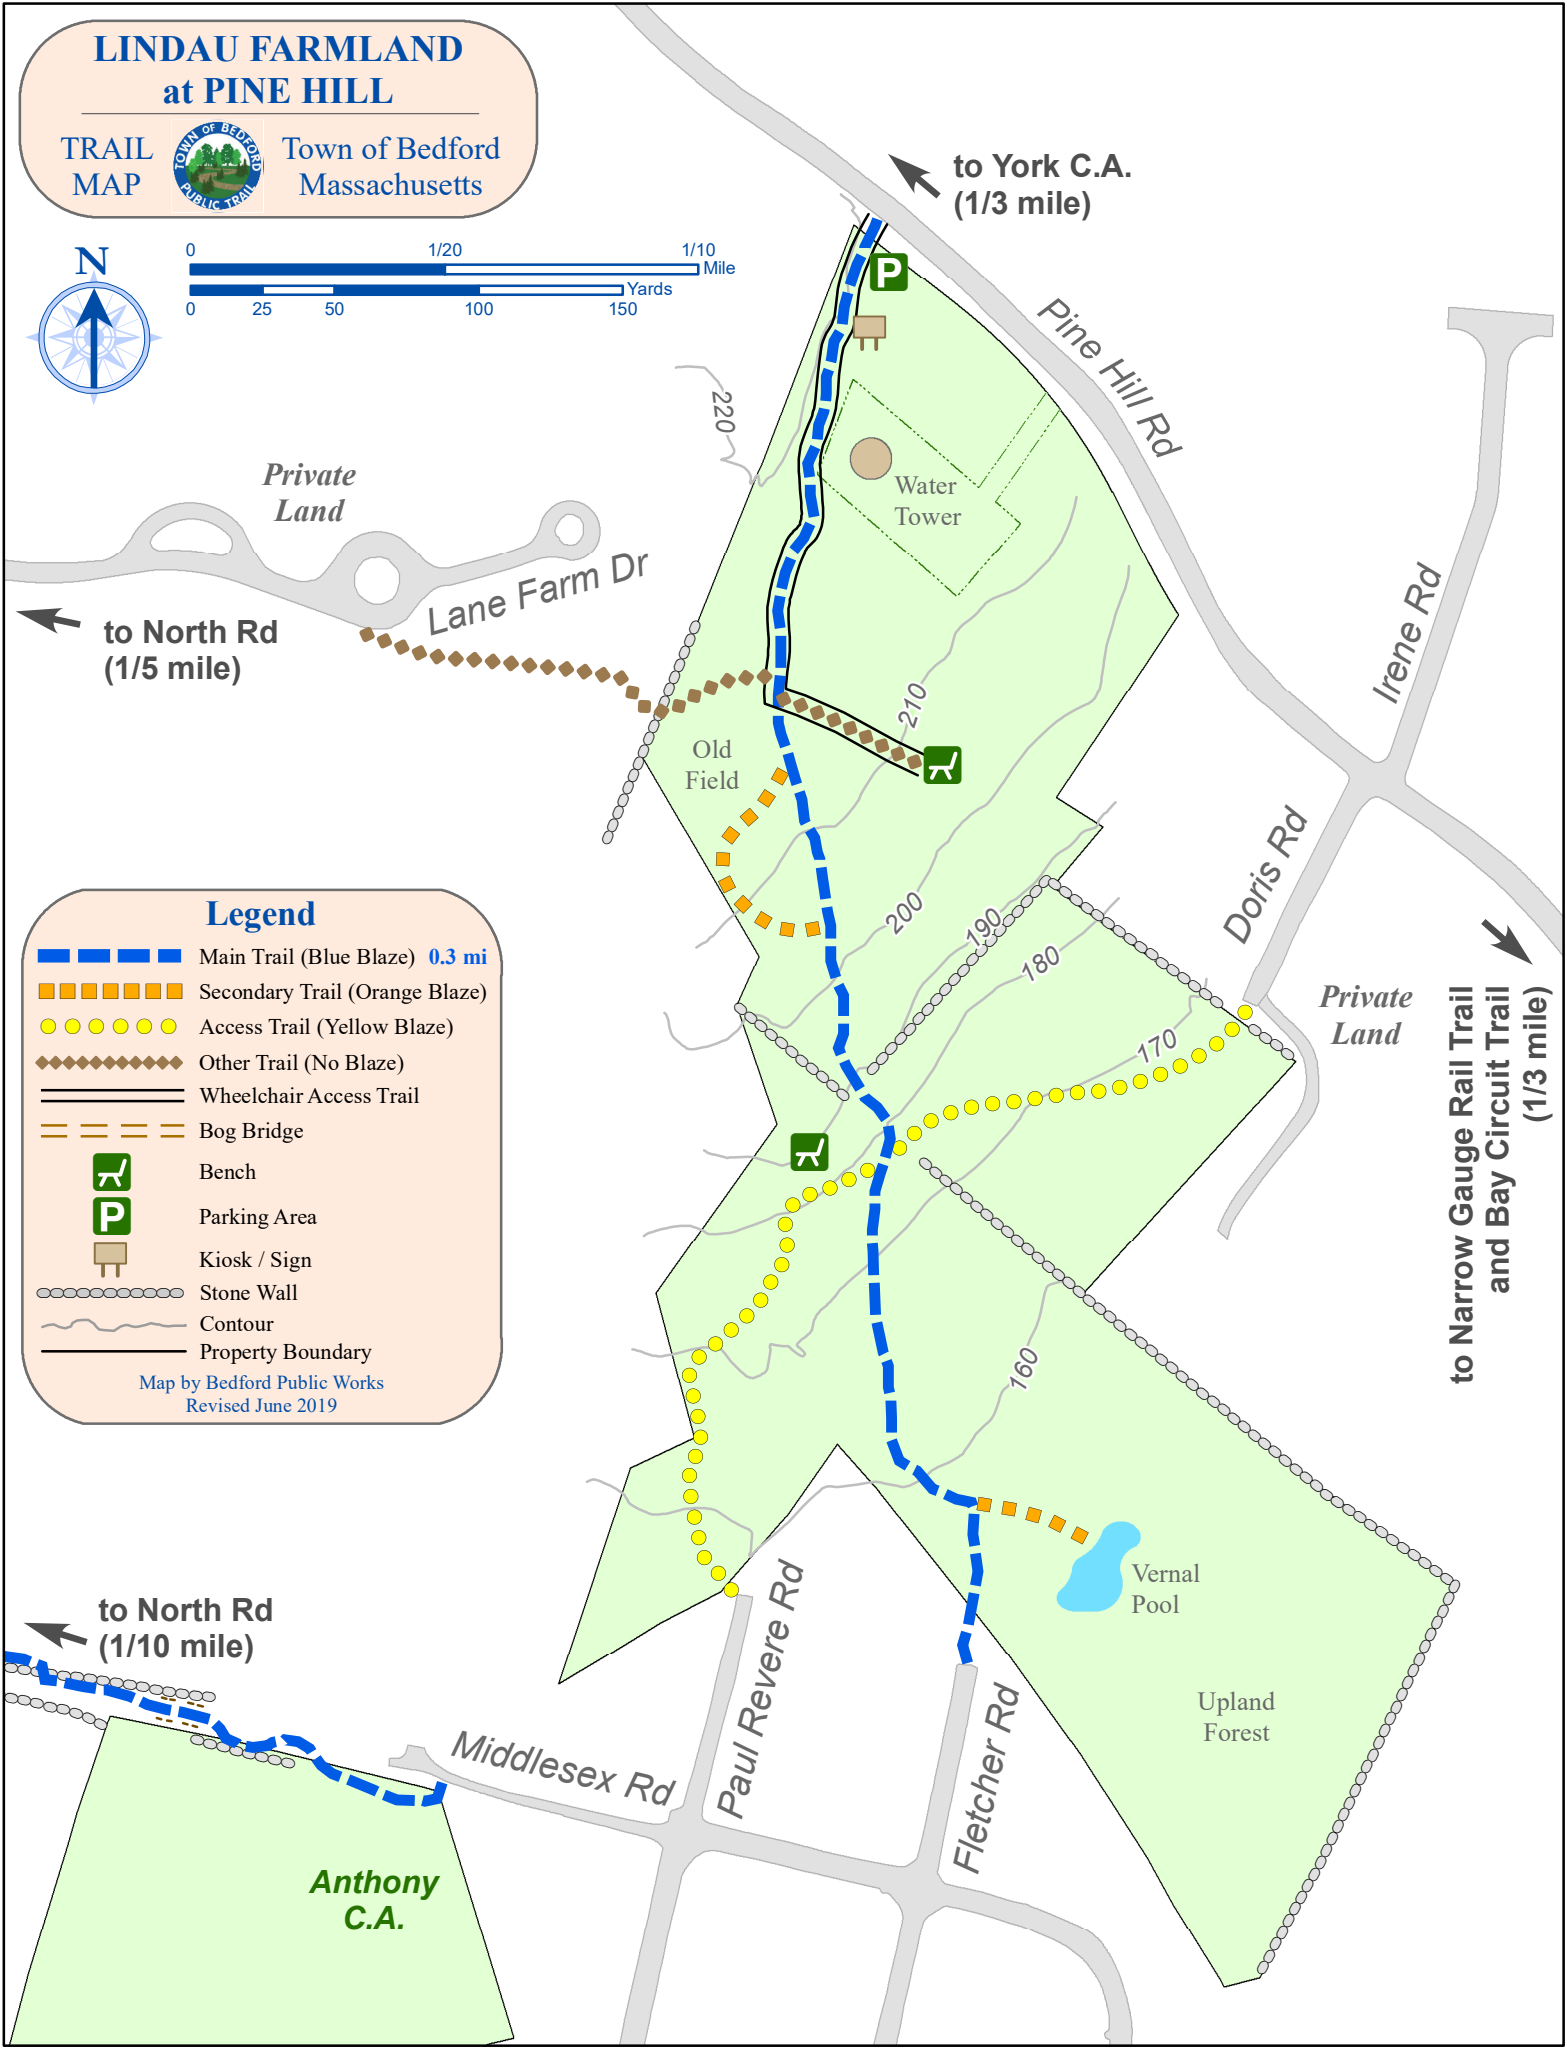 LINDAU FARMLAND
at PINE HILL
TRAIL
MAP
TOWN OF BEDFORD
PUBLIC TRAIL
Town of Bedford
Massachusetts
N
0 1/20 1/10
Mile
Yards
0 25 50 100 150
to York C.A.
(1/3 mile)
P
Pine Hill Rd
220
Water
Tower
Private
Land
Lane Farm Dr
to North Rd
(1/5 mile)
Irene Rd
210
Old
Field
Doris Rd
200
190
180
170
Private
Land
to Narrow Gauge Rail Trail
and Bay Circuit Trail
(1/3 mile)
Legend
Main Trail (Blue Blaze) 0.3 mi
Secondary Trail (Orange Blaze)
Access Trail (Yellow Blaze)
Other Trail (No Blaze)
Wheelchair Access Trail
Bog Bridge
Bench
P Parking Area
Kiosk / Sign
Stone Wall
Contour
Property Boundary
Map by Bedford Public Works
Revised June 2019
160
Vernal
Pool
Upland
Forest
to North Rd
(1/10 mile)
Middlesex Rd
Paul Revere Rd
Fletcher Rd
Anthony
C.A.